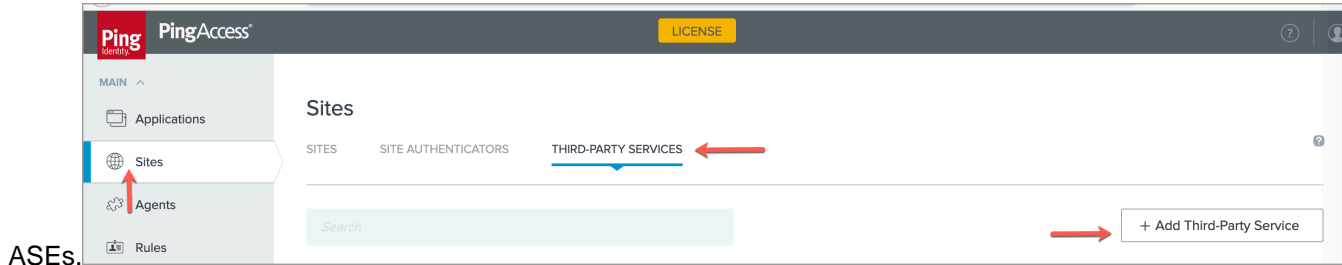 Ping
Identity.
PingAccess®
LICENSE
?
MAIN
Applications
Sites
Agents
Rules
Sites
SITES
SITE AUTHENTICATORS
THIRD-PARTY SERVICES
?
Search
+ Add Third-Party Service
ASEs.